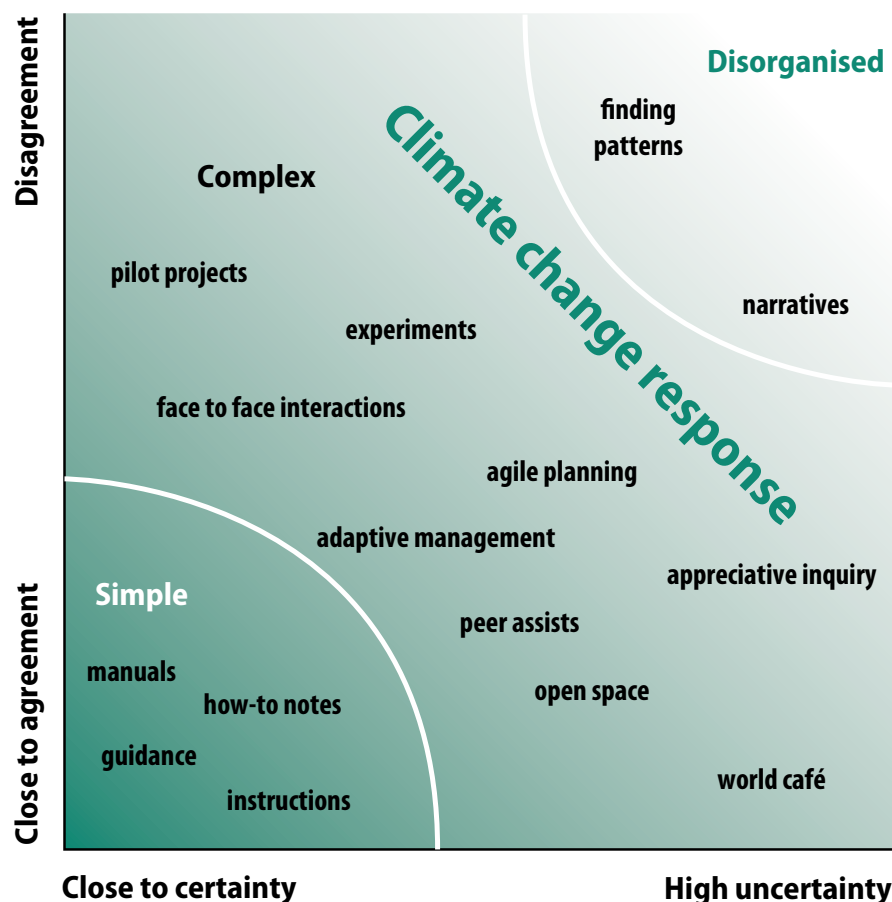 Disagreement
Disorganised
finding
patterns
Climate change response
Complex
pilot projects
narratives
experiments
face to face interactions
agile planning
adaptive management
appreciative inquiry
Close to agreement
Simple
peer assists
manuals
how-to notes
open space
guidance
world café
instructions
Close to certainty
High uncertainty